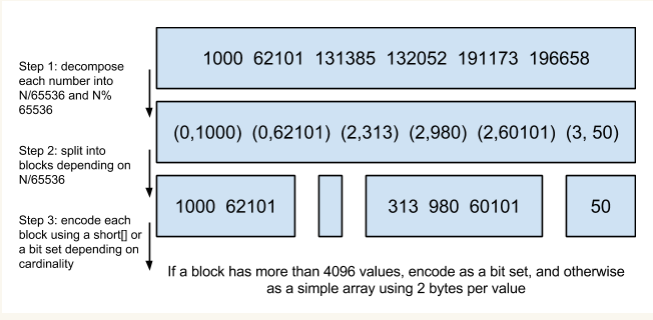 1000 62101 131385 132052 191173 196658
Step 1: decompose
each number into
N/65536 and N%
65536
(0,1000) (0,62101) (2,313) (2,980) (2,60101) (3, 50)
Step 2: split into
blocks depending on
N/65536
1000 62101
313 980 60101
50
Step 3: encode each
block using a short[] or
a bit set depending on
cardinality
If a block has more than 4096 values, encode as a bit set, and otherwise
as a simple array using 2 bytes per value